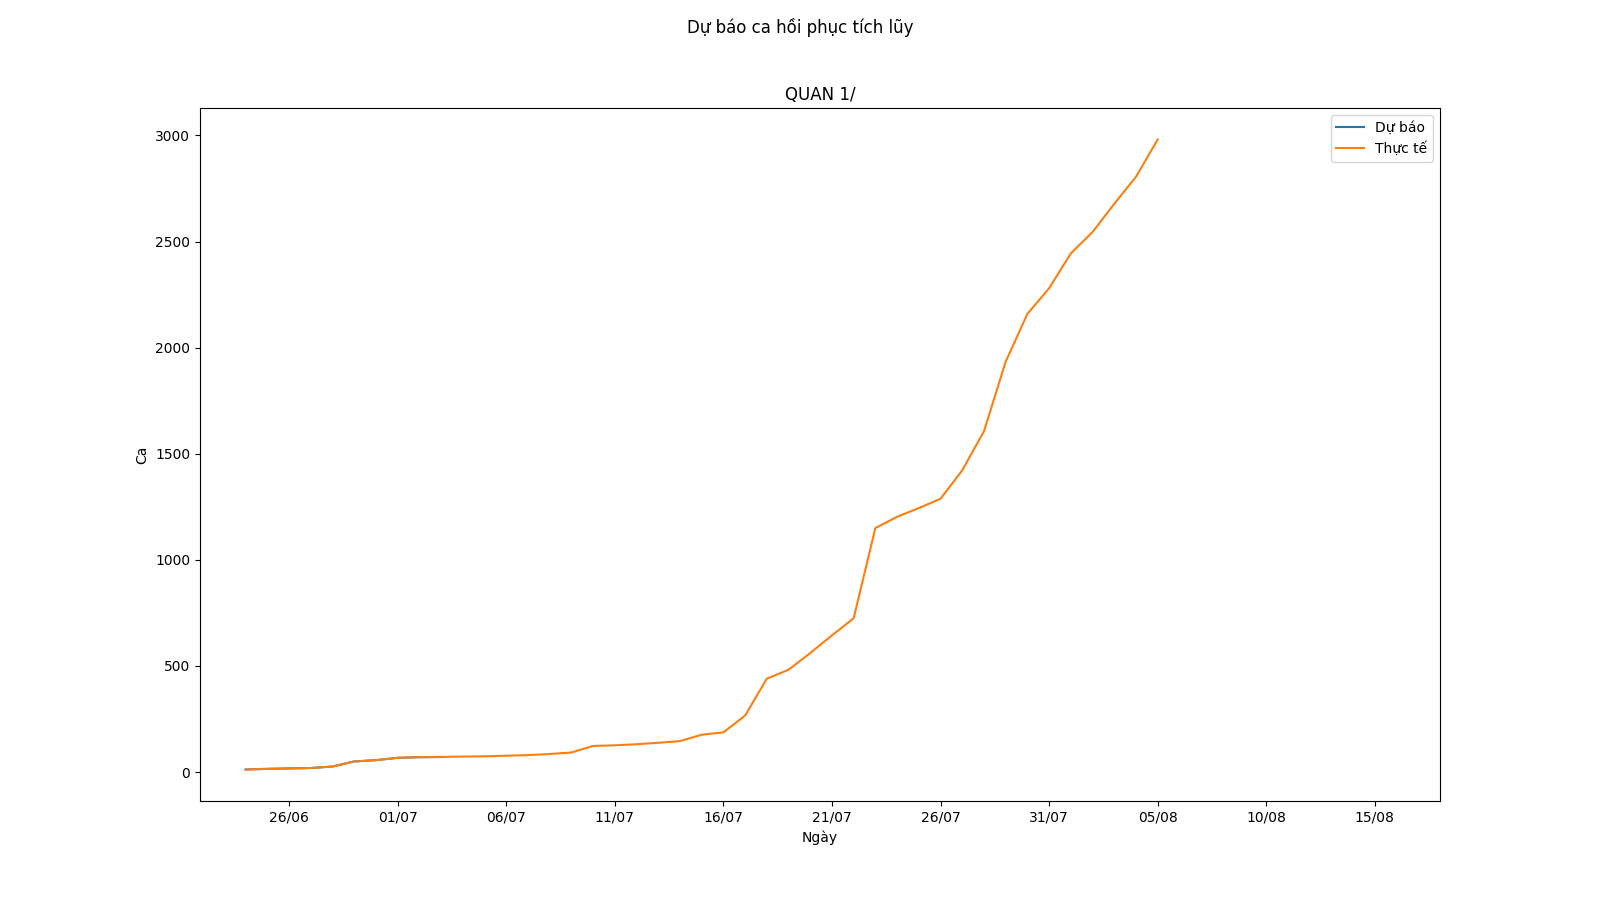 Dự báo ca hồi phục tích lũy
QUAN 1/
Dự báo
Thực tế
3000
2500
2000
1500
1000
500
0
Ca
26/06 01/07 06/07 11/07 16/07 21/07 26/07 31/07 05/08 10/08 15/08
Ngày